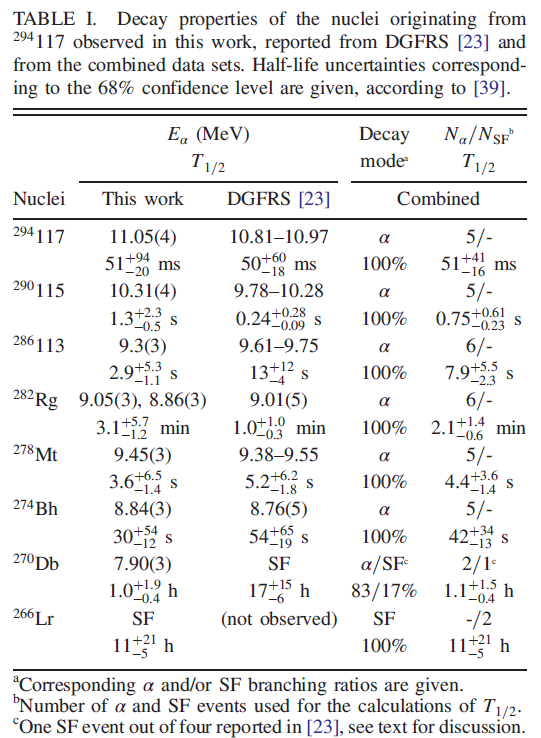 TABLE I. Decay properties of the nuclei originating from
²⁹⁴117 observed in this work, reported from DGFRS [23] and
from the combined data sets. Half-life uncertainties correspond-
ing to the 68% confidence level are given, according to [39].
Eα (MeV) Decay Nα/NSFᵇ
T1/2 modeᵃ T1/2
Nuclei This work DGFRS [23] Combined
²⁹⁴117 11.05(4) 10.81–10.97 α 5/-
51+94−20 ms 50+60−18 ms 100% 51+41−16 ms
²⁹⁰115 10.31(4) 9.78–10.28 α 5/-
1.3+2.3−0.5 s 0.24+0.28−0.09 s 100% 0.75+0.61−0.23 s
²⁸⁶113 9.3(3) 9.61–9.75 α 6/-
2.9+5.3−1.1 s 13+12−4 s 100% 7.9+5.5−2.3 s
²⁸²Rg 9.05(3), 8.86(3) 9.01(5) α 6/-
3.1+5.7−1.2 min 1.0+1.0−0.3 min 100% 2.1+1.4−0.6 min
²⁷⁸Mt 9.45(3) 9.38–9.55 α 5/-
3.6+6.5−1.4 s 5.2+6.2−1.8 s 100% 4.4+3.6−1.4 s
²⁷⁴Bh 8.84(3) 8.76(5) α 5/-
30+54−12 s 54+65−19 s 100% 42+34−13 s
²⁷⁰Db 7.90(3) SF α/SFᶜ 2/1ᶜ
1.0+1.9−0.4 h 17+15−6 h 83/17% 1.1+1.5−0.4 h
²⁶⁶Lr SF (not observed) SF -/2
11+21−5 h 100% 11+21−5 h
ᵃCorresponding α and/or SF branching ratios are given.
ᵇNumber of α and SF events used for the calculations of T1/2.
ᶜOne SF event out of four reported in [23], see text for discussion.